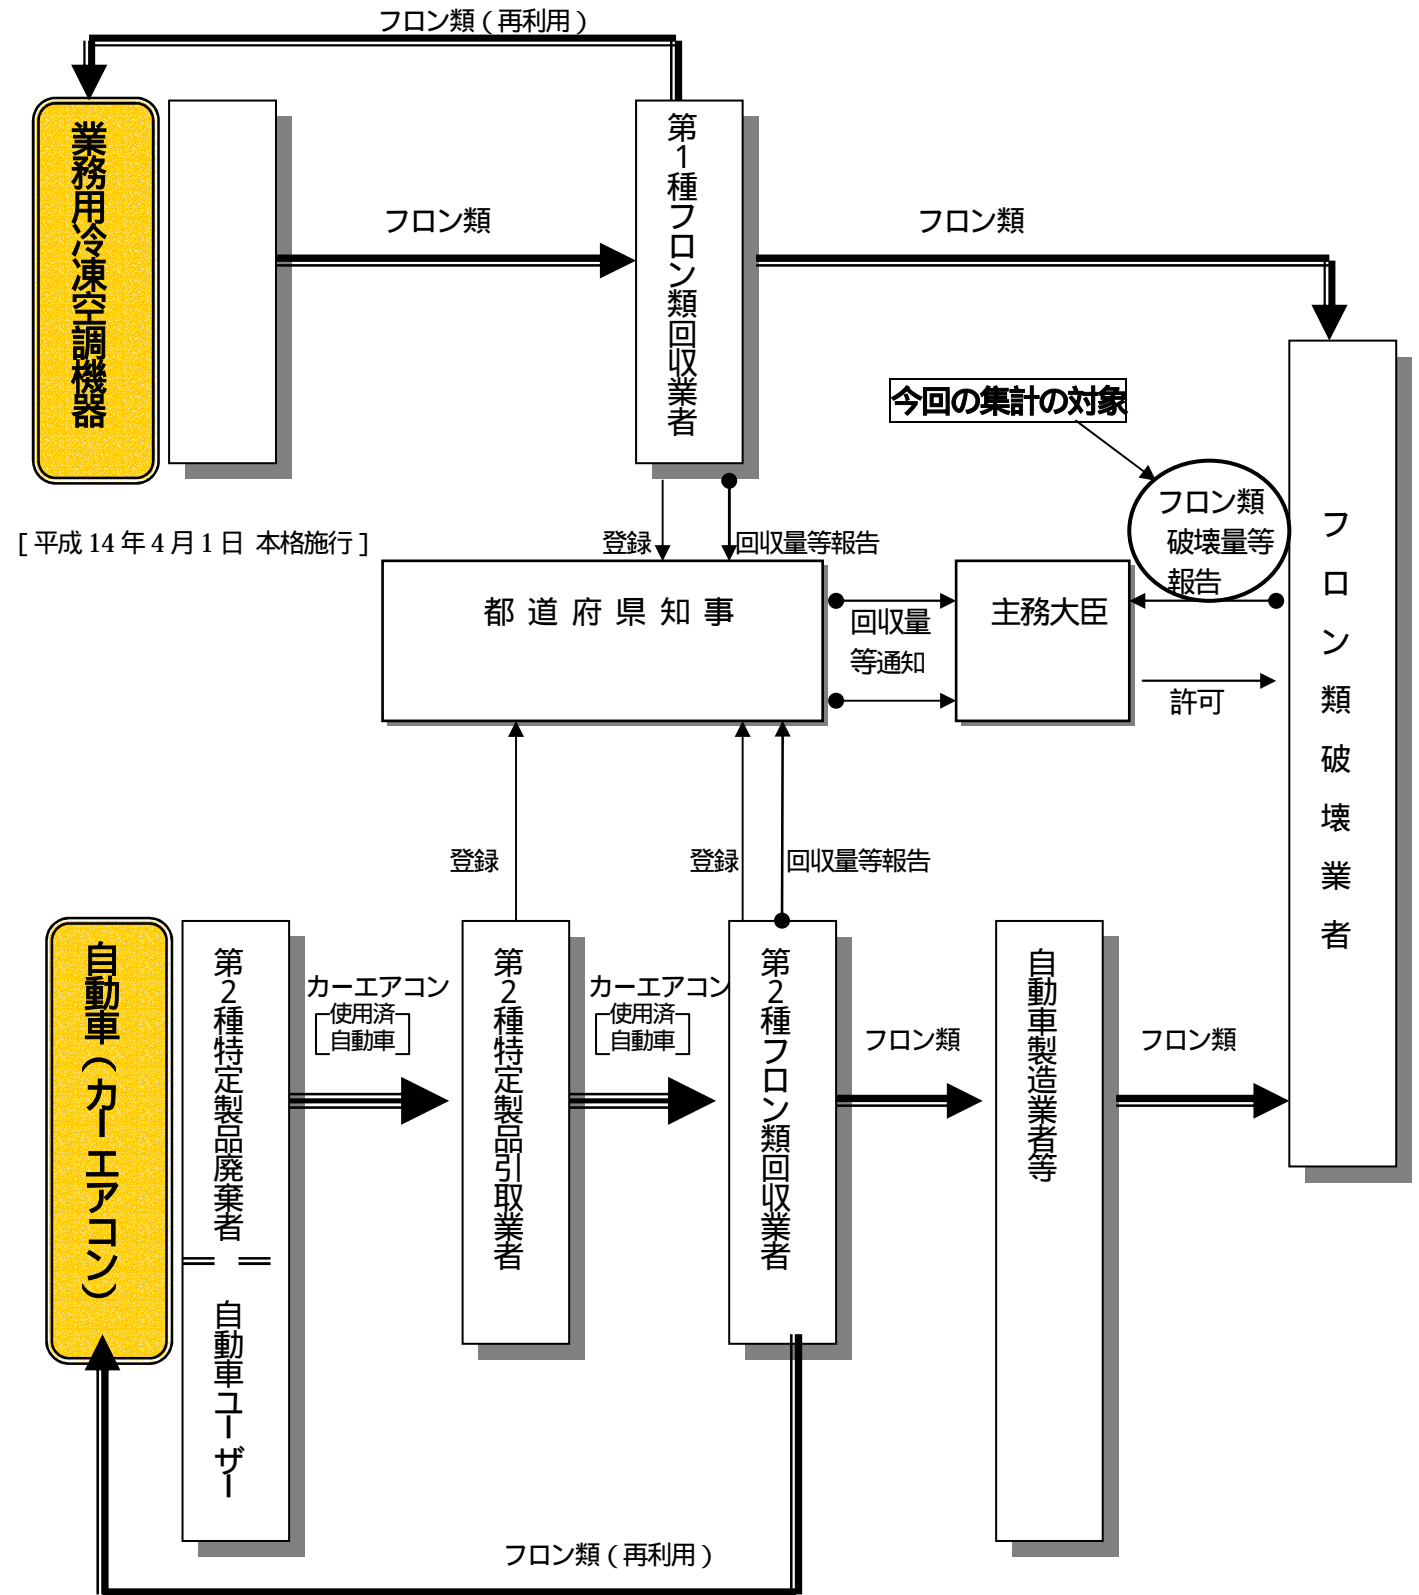 フロン類(再利用)
業務用冷凍空調機器
第1種フロン類回収業者
フロン類
フロン類
今回の集計の対象
フロン類
破壊量等
報告
フロン類破壊業者
[平成14年4月1日 本格施行]
登録
回収量等報告
都道府県知事
回収量
等通知
主務大臣
許可
登録
登録
回収量等報告
自動車(カーエアコン)
第2種特定製品廃棄者
自動車ユーザー
カーエアコン
使用済
自動車
第2種特定製品引取業者
カーエアコン
使用済
自動車
第2種フロン類回収業者
フロン類
自動車製造業者等
フロン類
フロン類(再利用)